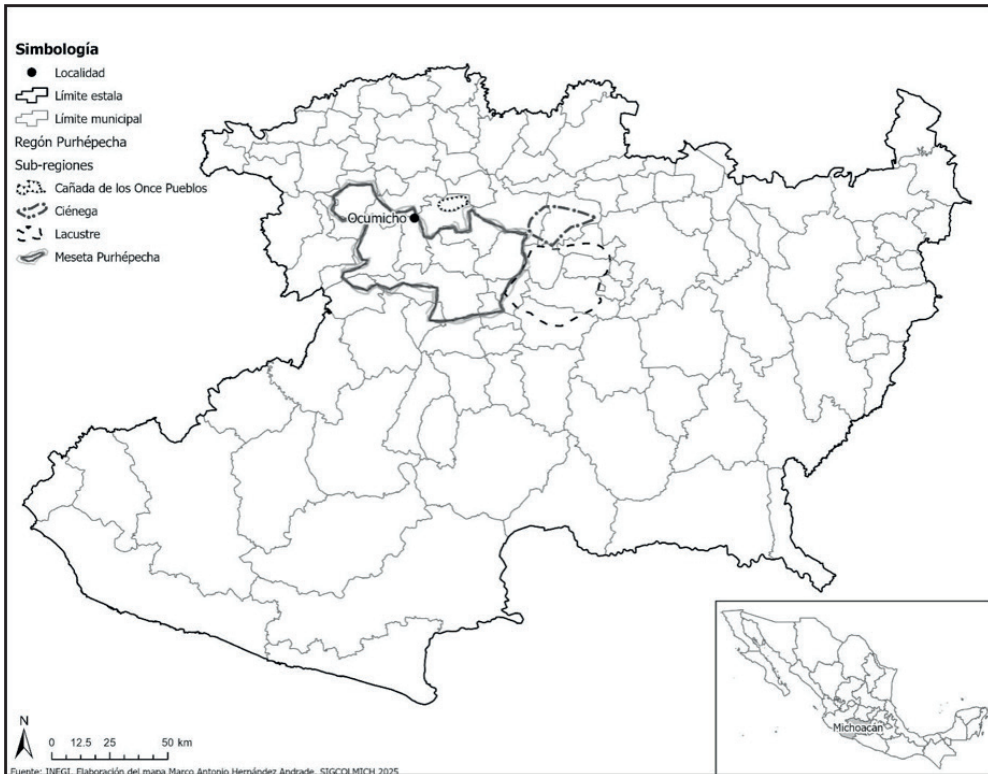 Simbología
Localidad
Límite estala
Límite municipal
Regón Purhépecha
Sub-regiones
Cañada de los Once Pueblos
Ciénega
Lacustre
Meseta Purhépecha
Ocumicho
Michoacán
N
0 12.5 25 50 km
Fuente: INEGI. Elaboración del mapa Marco Antonio Hernández Andrade. SIGCOLMICH 2025